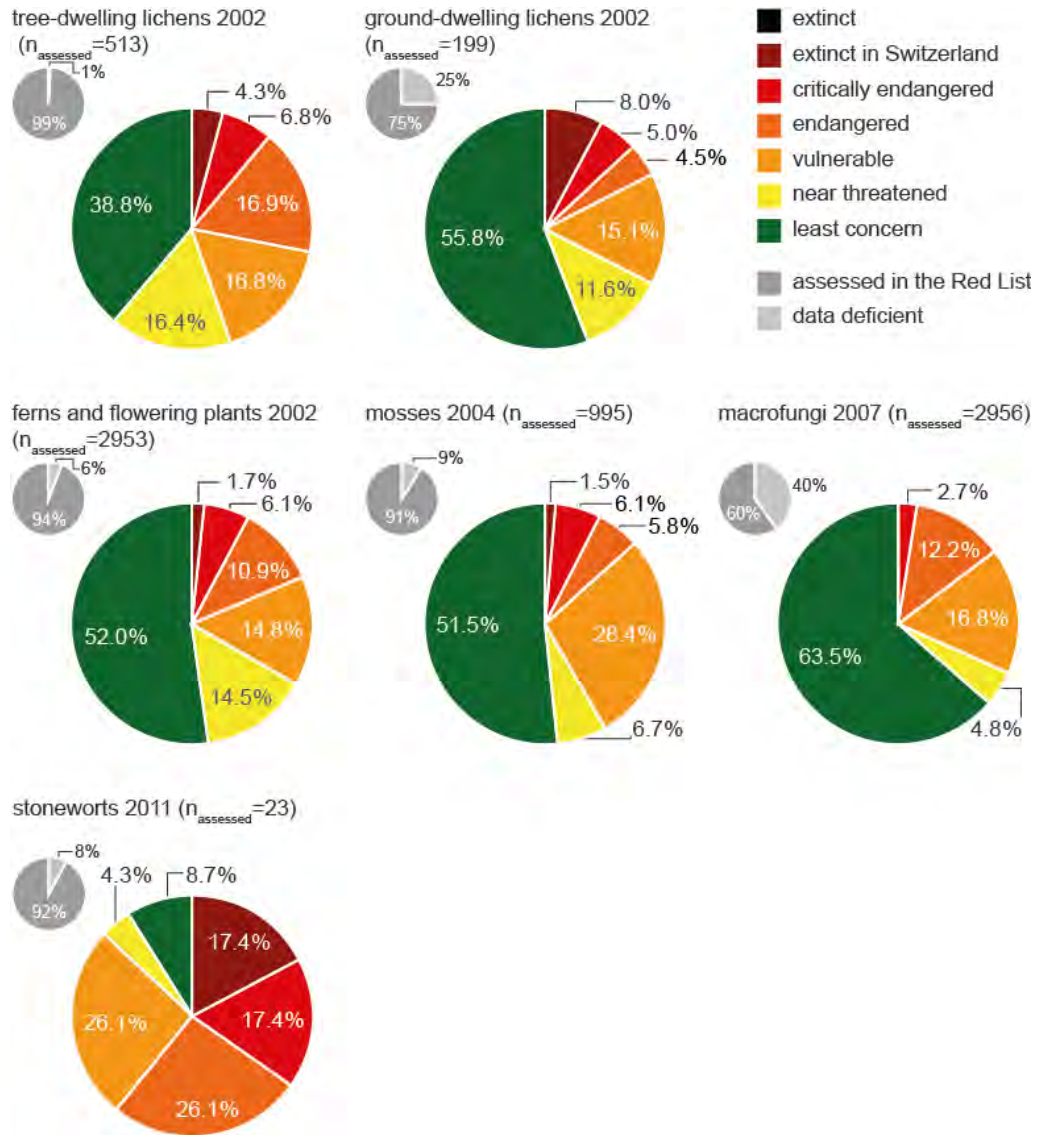 tree-dwelling lichens 2002
(nassessed=513)
1%
99%
4.3%
6.8%
16.9%
16.8%
16.4%
38.8%
ground-dwelling lichens 2002
(nassessed=199)
25%
75%
8.0%
5.0%
4.5%
15.1%
11.6%
55.8%
extinct
extinct in Switzerland
critically endangered
endangered
vulnerable
near threatened
least concern
assessed in the Red List
data deficient
ferns and flowering plants 2002
(nassessed=2953)
6%
94%
1.7%
6.1%
10.9%
14.8%
14.5%
52.0%
mosses 2004 (nassessed=995)
9%
91%
1.5%
6.1%
5.8%
28.4%
6.7%
51.5%
macrofungi 2007 (nassessed=2956)
40%
60%
2.7%
12.2%
16.8%
4.8%
63.5%
stoneworts 2011 (nassessed=23)
8%
92%
4.3%
8.7%
17.4%
17.4%
26.1%
26.1%